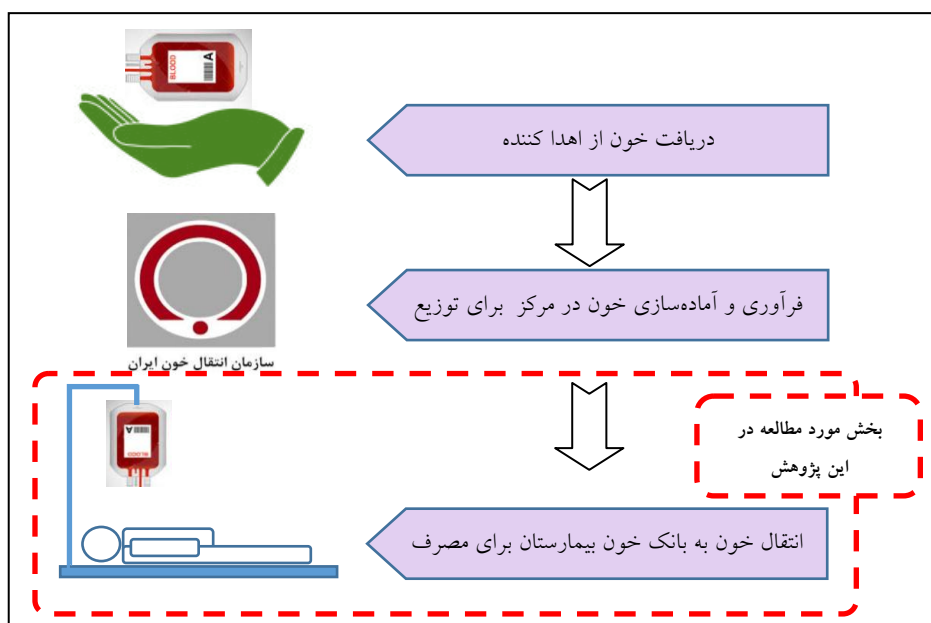 BLOOD
A
دریافت خون از اهدا کننده
فرآوری و آماده‌سازی خون در مرکز برای توزیع
سازمان انتقال خون ایران
بخش مورد مطالعه در
این پژوهش
BLOOD
A
انتقال خون به بانک خون بیمارستان برای مصرف